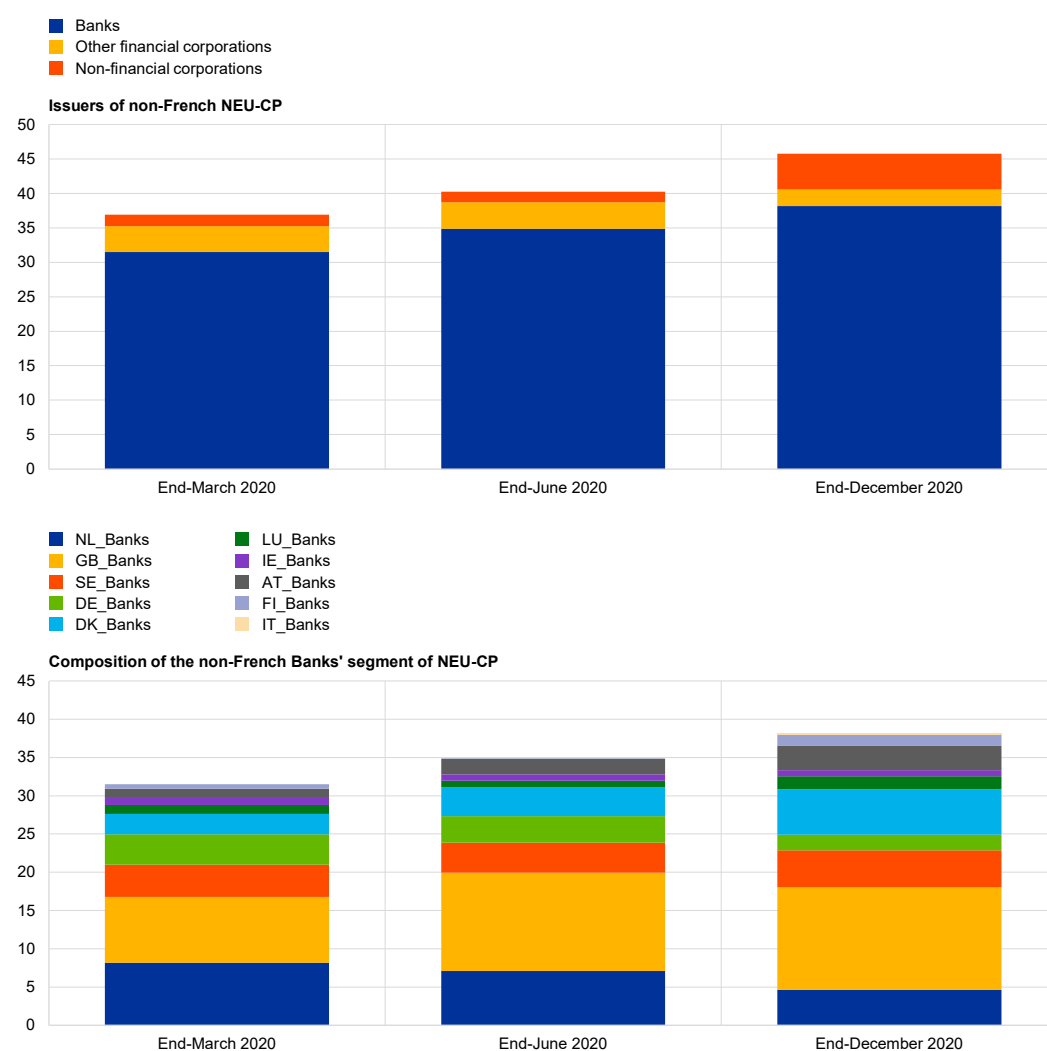 Banks
Other financial corporations
Non-financial corporations
Issuers of non-French NEU-CP
50
45
40
35
30
25
20
15
10
5
0
End-March 2020 End-June 2020 End-December 2020
NL_Banks LU_Banks
GB_Banks IE_Banks
SE_Banks AT_Banks
DE_Banks FI_Banks
DK_Banks IT_Banks
Composition of the non-French Banks' segment of NEU-CP
45
40
35
30
25
20
15
10
5
0
End-March 2020 End-June 2020 End-December 2020